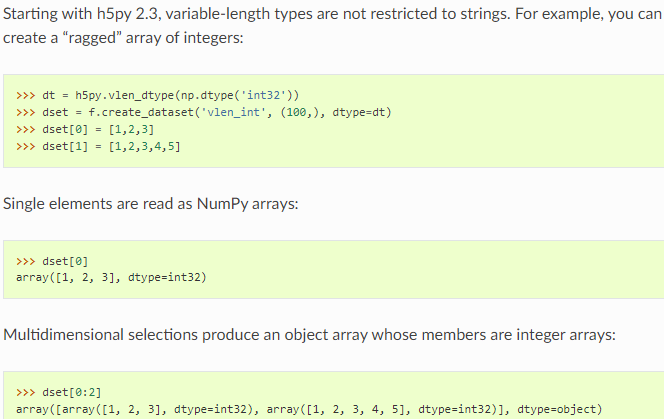 Starting with h5py 2.3, variable-length types are not restricted to strings. For example, you can
create a “ragged” array of integers:
>>> dt = h5py.vlen_dtype(np.dtype('int32'))
>>> dset = f.create_dataset('vlen_int', (100,), dtype=dt)
>>> dset[0] = [1,2,3]
>>> dset[1] = [1,2,3,4,5]
Single elements are read as NumPy arrays:
>>> dset[0]
array([1, 2, 3], dtype=int32)
Multidimensional selections produce an object array whose members are integer arrays:
>>> dset[0:2]
array([array([1, 2, 3], dtype=int32), array([1, 2, 3, 4, 5], dtype=int32)], dtype=object)